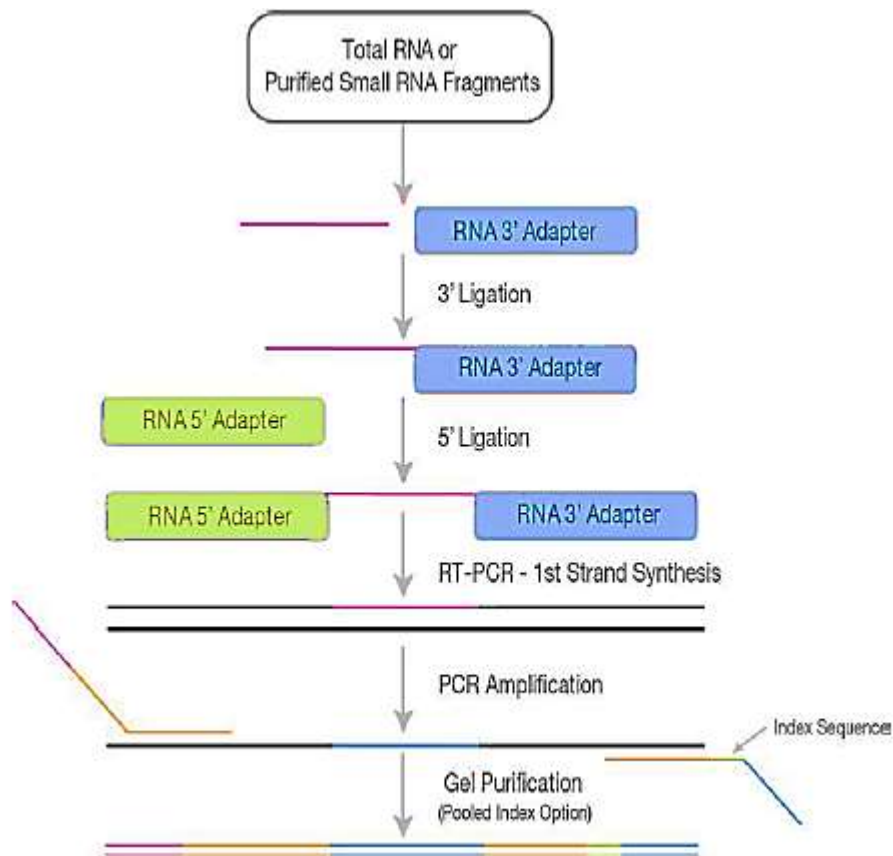 Total RNA or
Purified Small RNA Fragments
RNA 3' Adapter
3' Ligation
RNA 3' Adapter
RNA 5' Adapter
5' Ligation
RNA 5' Adapter
RNA 3' Adapter
RT-PCR - 1st Strand Synthesis
PCR Amplification
Index Sequences
Gel Purification
(Pooled Index Option)